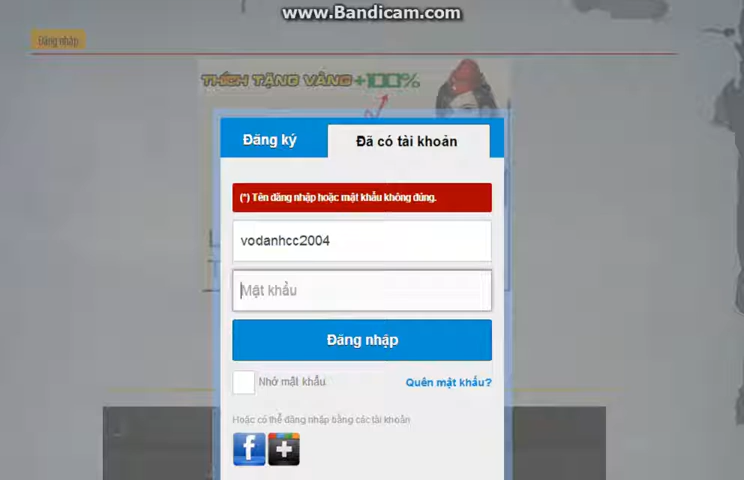 www.Bandicam.com
Đăng nhập
THÍCH TẶNG VÀNG +100%
Đăng ký
Đã có tài khoản
(*) Tên đăng nhập hoặc mật khẩu không đúng.
vodanhcc2004
Mật khẩu
Đăng nhập
Nhớ mật khẩu
Quên mật khẩu?
Hoặc có thể đăng nhập bằng các tài khoản